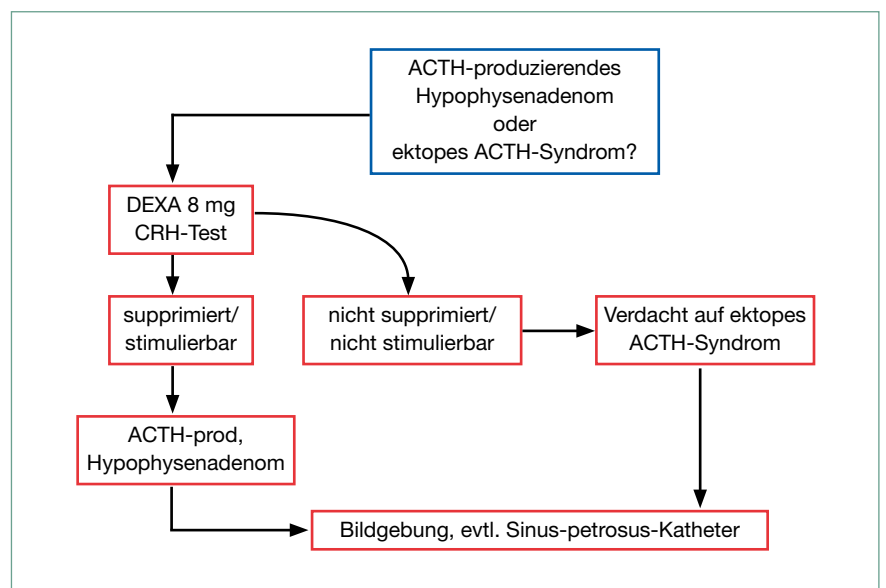 ACTH-produzierendes
Hypophysenadenom
oder
ektopes ACTH-Syndrom?
DEXA 8 mg
CRH-Test
supprimiert/
stimulierbar
nicht supprimiert/
nicht stimulierbar
Verdacht auf ektopes
ACTH-Syndrom
ACTH-prod,
Hypophysenadenom
Bildgebung, evtl. Sinus-petrosus-Katheter